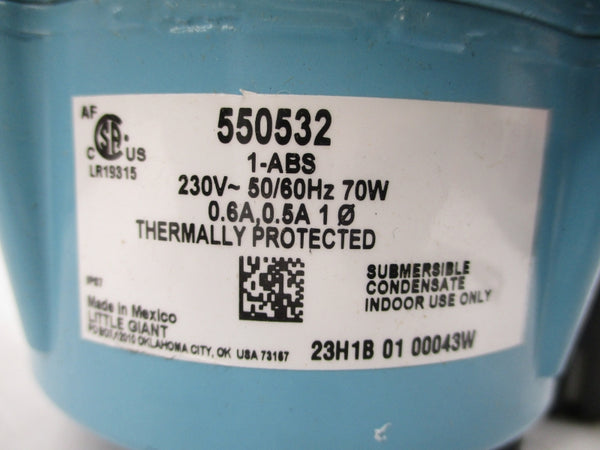 AF
C US
LR19315
550532
1-ABS
230V~ 50/60Hz 70W
0.6A,0.5A 1 Ø
THERMALLY PROTECTED
SUBMERSIBLE
CONDENSATE
INDOOR USE ONLY
Made in Mexico
LITTLE GIANT
OKLAHOMA CITY, OK USA 73157
23H1B 01 00043W